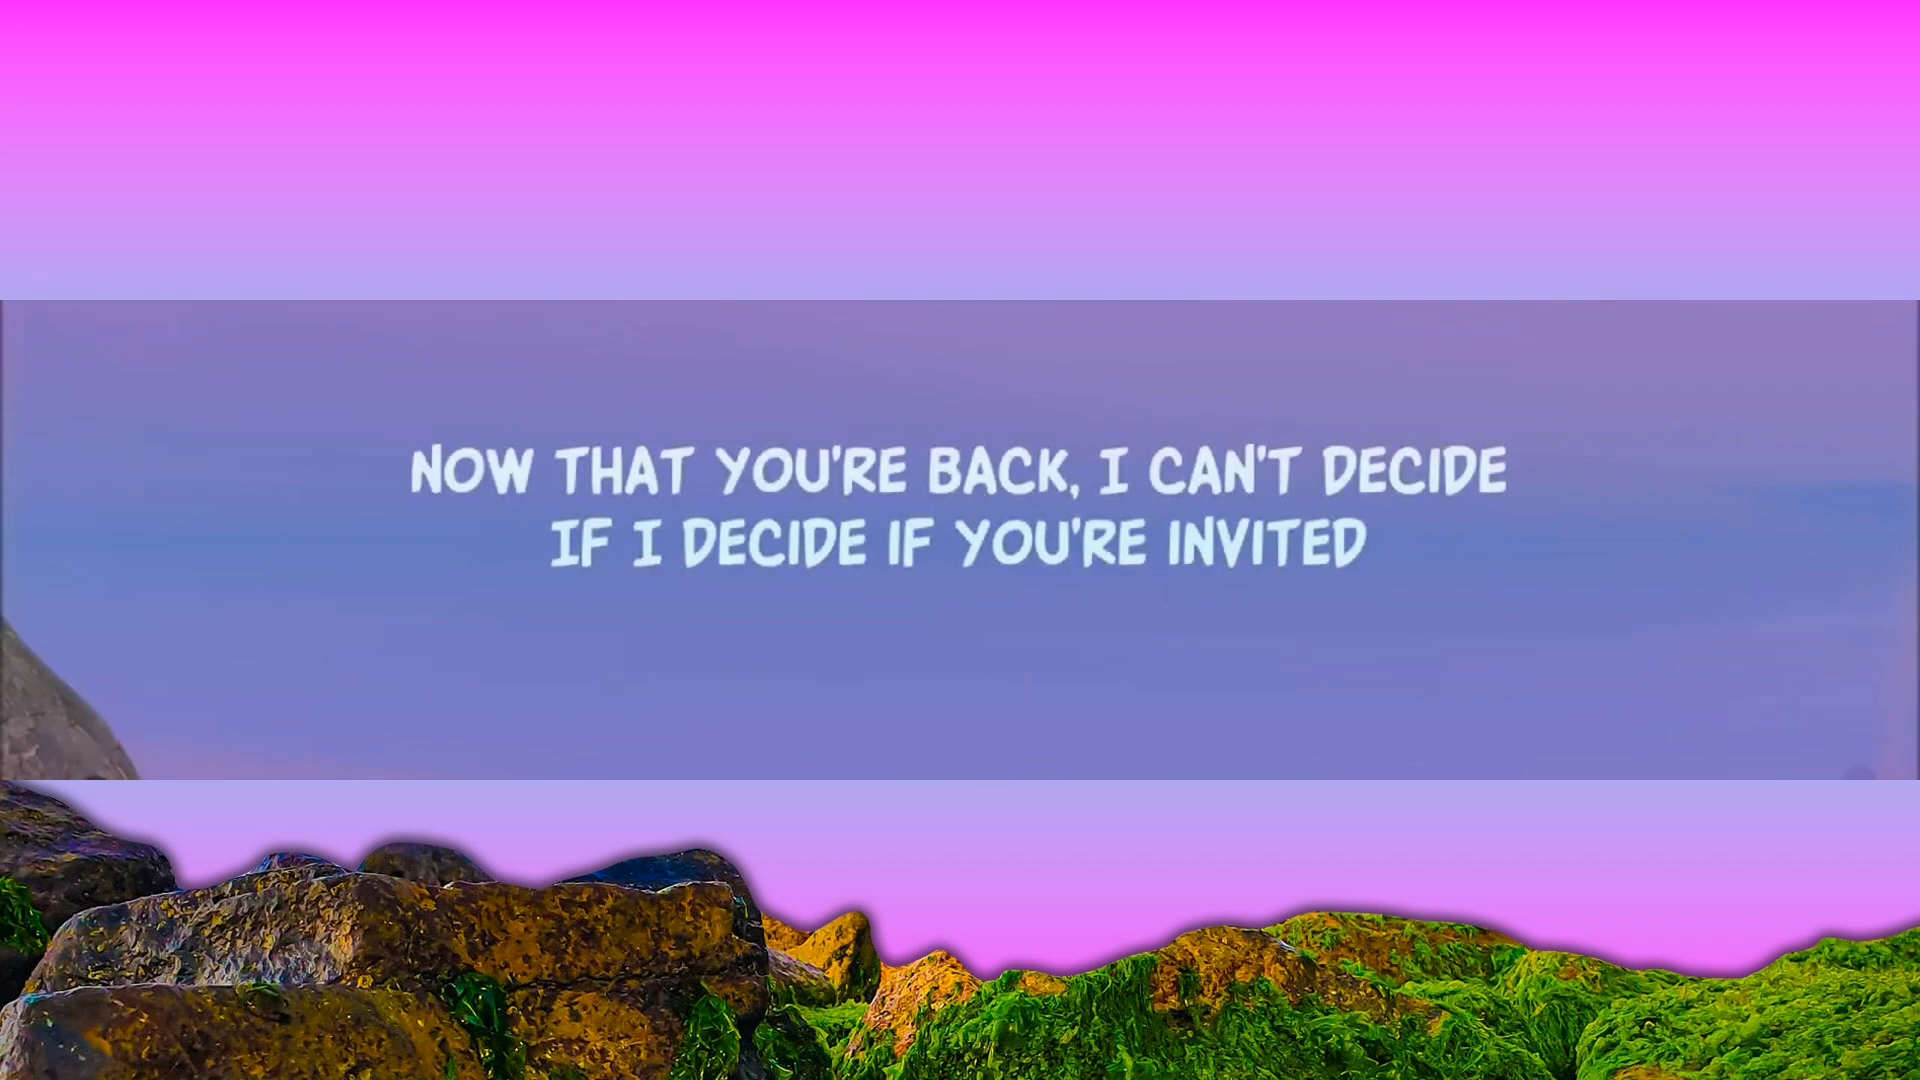 NOW THAT YOU'RE BACK, I CAN'T DECIDE
IF I DECIDE IF YOU'RE INVITED